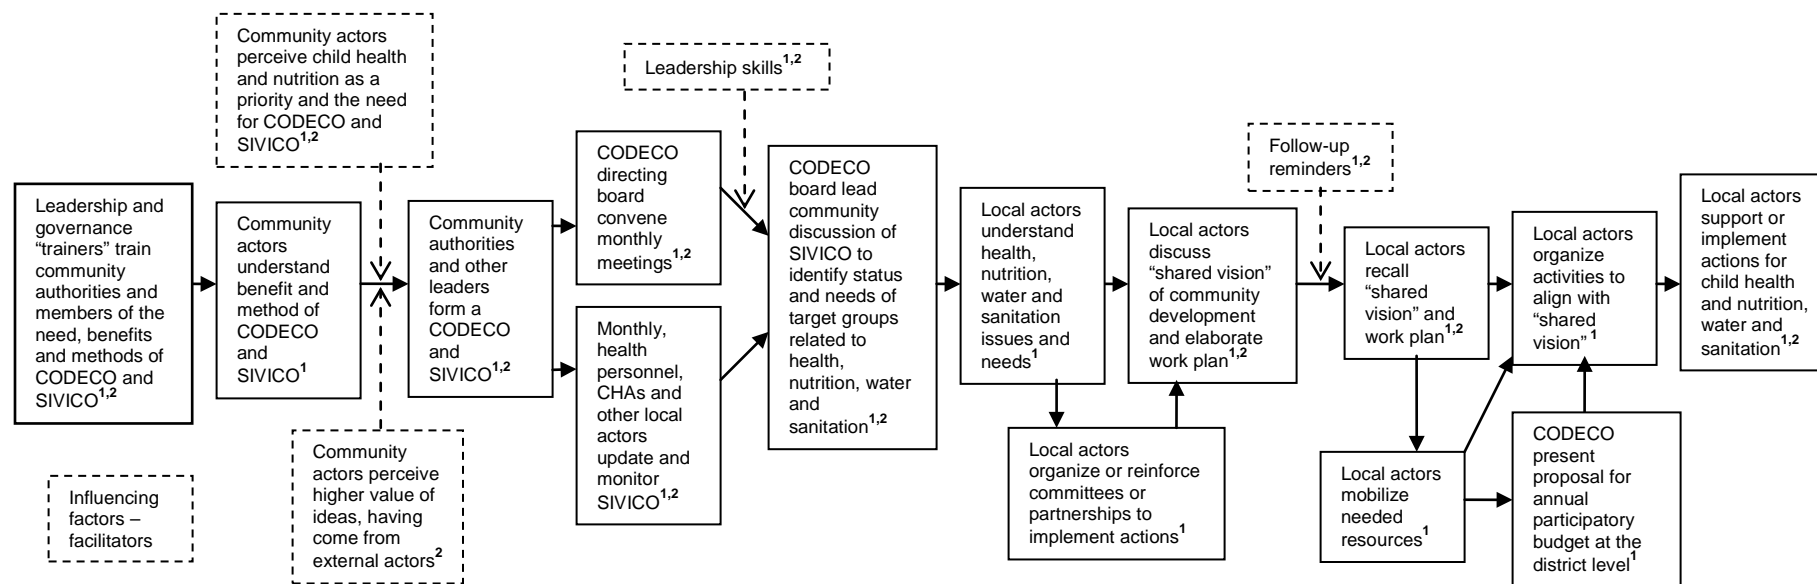 Community actors
perceive child health
and nutrition as a
priority and the need
for CODECO and
SIVICO1,2
Leadership skills1,2
Follow-up
reminders1,2
Leadership and
governance
“trainers” train
community
authorities and
members of the
need, benefits
and methods of
CODECO and
SIVICO1,2
Community
actors
understand
benefit and
method of
CODECO
and
SIVICO1
Community
authorities
and other
leaders
form a
CODECO
and
SIVICO1,2
CODECO
directing
board
convene
monthly
meetings1,2
Monthly,
health
personnel,
CHAs and
other local
actors
update and
monitor
SIVICO1,2
CODECO
board lead
community
discussion of
SIVICO to
identify status
and needs of
target groups
related to
health,
nutrition, water
and
sanitation1,2
Local actors
understand
health,
nutrition,
water and
sanitation
issues and
needs1
Local actors
discuss
“shared vision”
of community
development
and elaborate
work plan1,2
Local actors
recall
“shared
vision” and
work plan1,2
Local actors
organize
activities to
align with
“shared
vision” 1
Local actors
support or
implement
actions for
child health
and nutrition,
water and
sanitation1,2
Influencing
factors –
facilitators
Community
actors perceive
higher value of
ideas, having
come from
external actors2
Local actors
organize or reinforce
committees or
partnerships to
implement actions1
Local actors
mobilize
needed
resources1
CODECO
present
proposal for
annual
participatory
budget at the
district level1